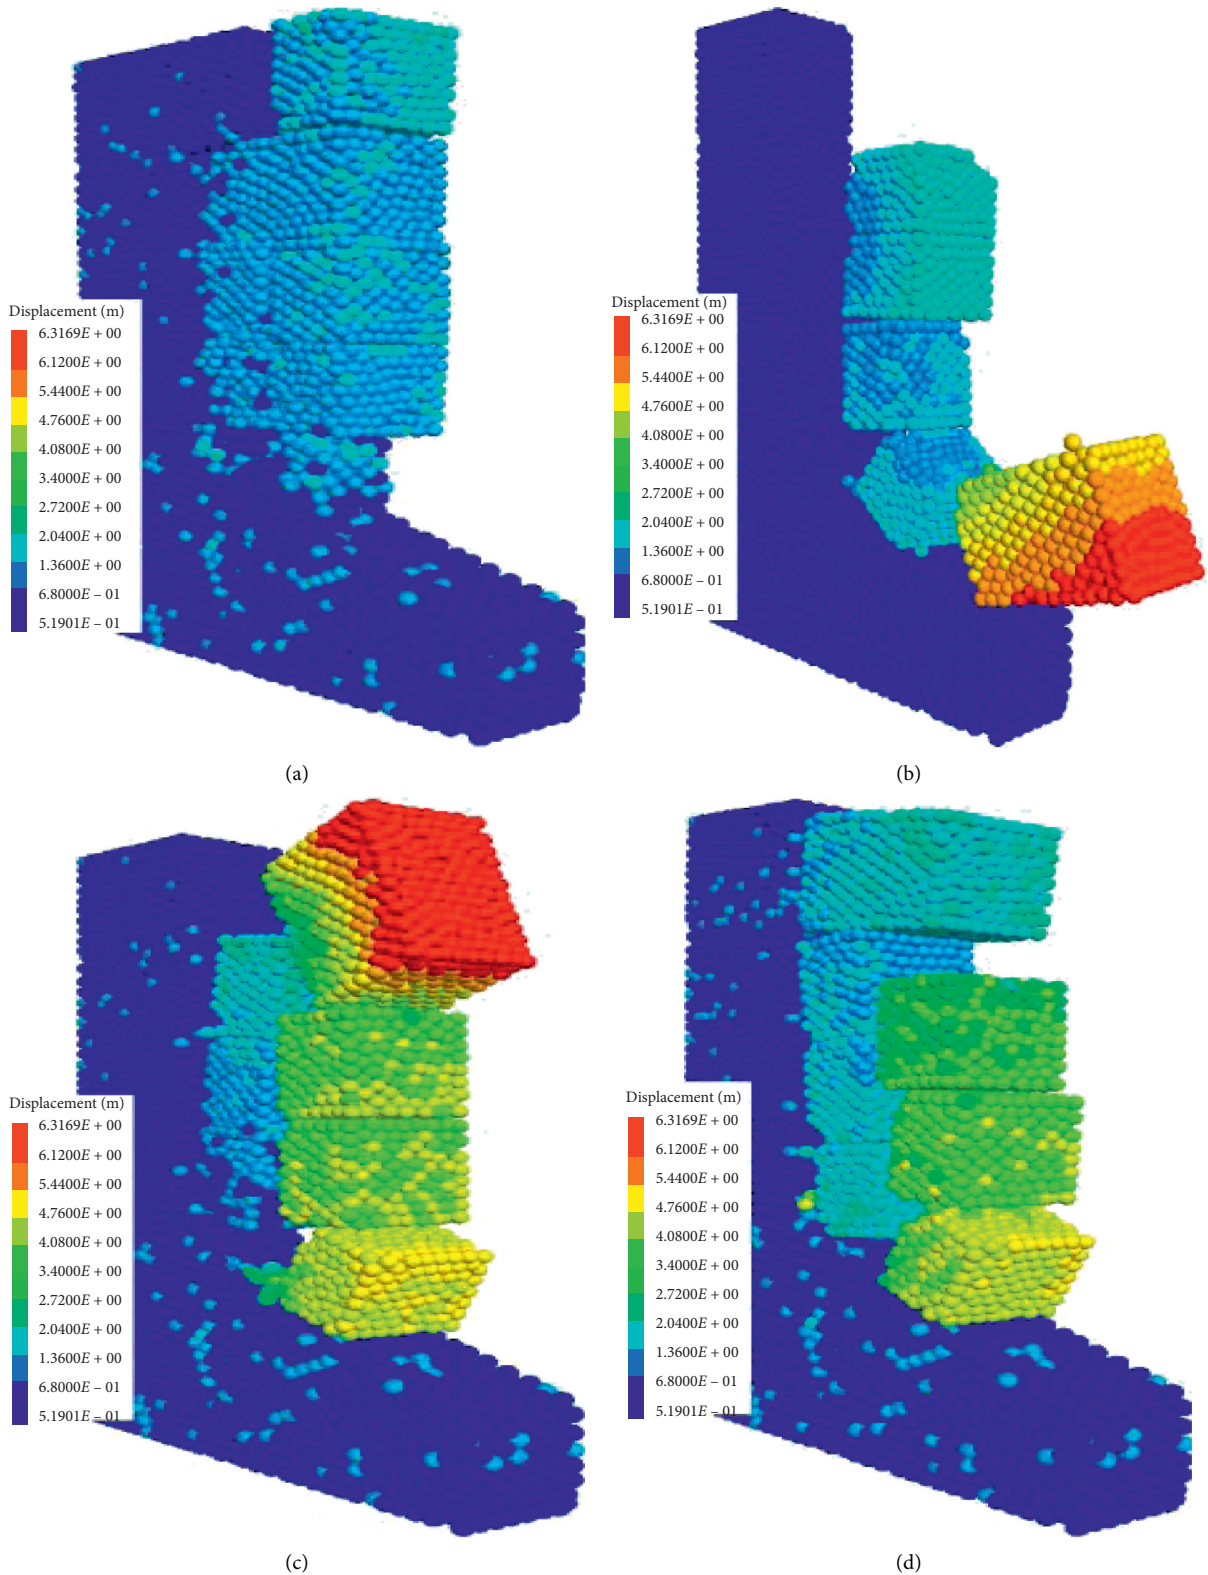 Displacement (m)
6.3169E + 00
6.1200E + 00
5.4400E + 00
4.7600E + 00
4.0800E + 00
3.4000E + 00
2.7200E + 00
2.0400E + 00
1.3600E + 00
6.8000E – 01
5.1901E – 01
(a)
Displacement (m)
6.3169E + 00
6.1200E + 00
5.4400E + 00
4.7600E + 00
4.0800E + 00
3.4000E + 00
2.7200E + 00
2.0400E + 00
1.3600E + 00
6.8000E – 01
5.1901E – 01
(b)
Displacement (m)
6.3169E + 00
6.1200E + 00
5.4400E + 00
4.7600E + 00
4.0800E + 00
3.4000E + 00
2.7200E + 00
2.0400E + 00
1.3600E + 00
6.8000E – 01
5.1901E – 01
(c)
Displacement (m)
6.3169E + 00
6.1200E + 00
5.4400E + 00
4.7600E + 00
4.0800E + 00
3.4000E + 00
2.7200E + 00
2.0400E + 00
1.3600E + 00
6.8000E – 01
5.1901E – 01
(d)